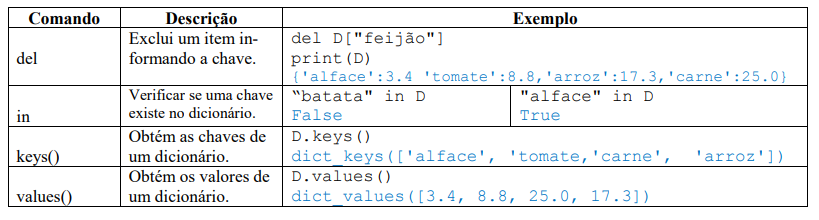 Comando Descrição Exemplo
del
Exclui um item in-
formando a chave.
del D["feijão"]
print(D)
{'alface':3.4 'tomate':8.8,'arroz':17.3,'carne':25.0}
in
Verificar se uma chave
existe no dicionário.
“batata" in D
False
"alface" in D
True
keys()
Obtém as chaves de
um dicionário.
D.keys()
dict_keys(['alface', 'tomate,'carne', 'arroz'])
values()
Obtém os valores de
um dicionário.
D.values()
dict_values([3.4, 8.8, 25.0, 17.3])